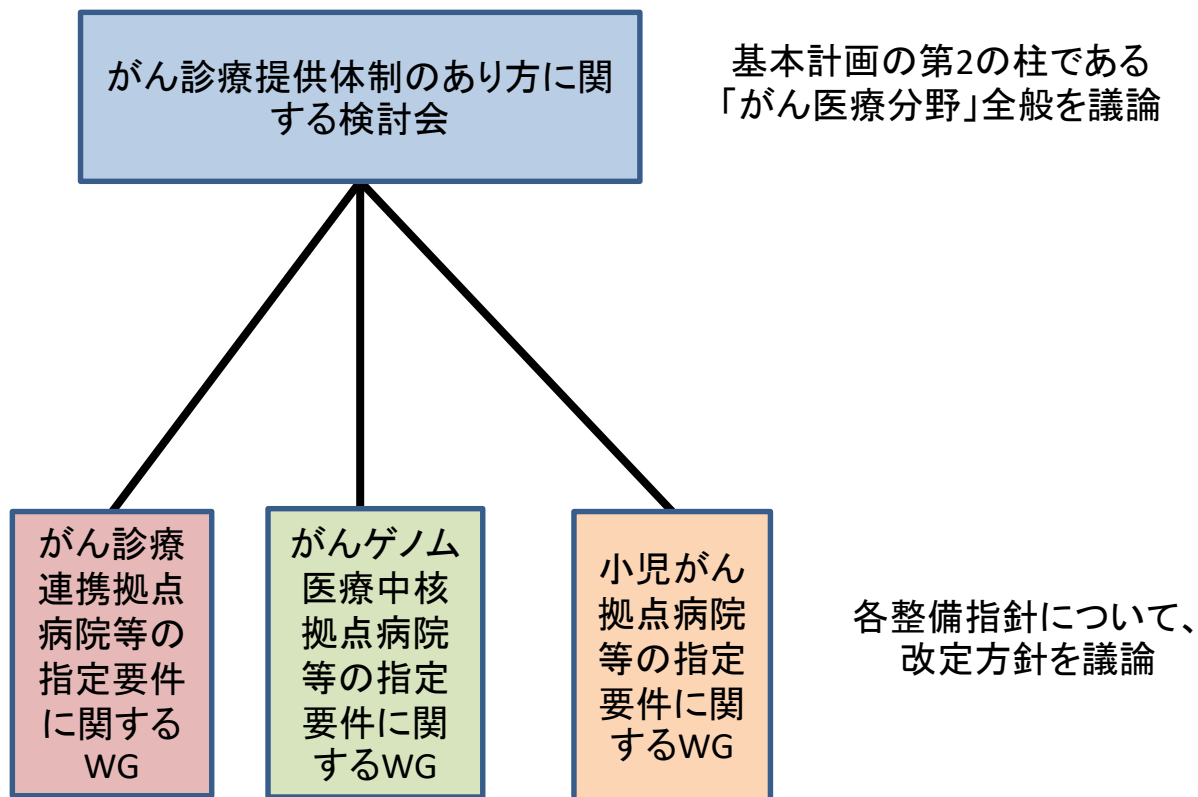 がん診療提供体制のあり方に関
する検討会
基本計画の第2の柱である
「がん医療分野」全般を議論
がん診療
連携拠点
病院等の
指定要件
に関する
WG
がんゲノム
医療中核
拠点病院
等の指定
要件に関
するWG
小児がん
拠点病院
等の指定
要件に関
するWG
各整備指針について、
改定方針を議論